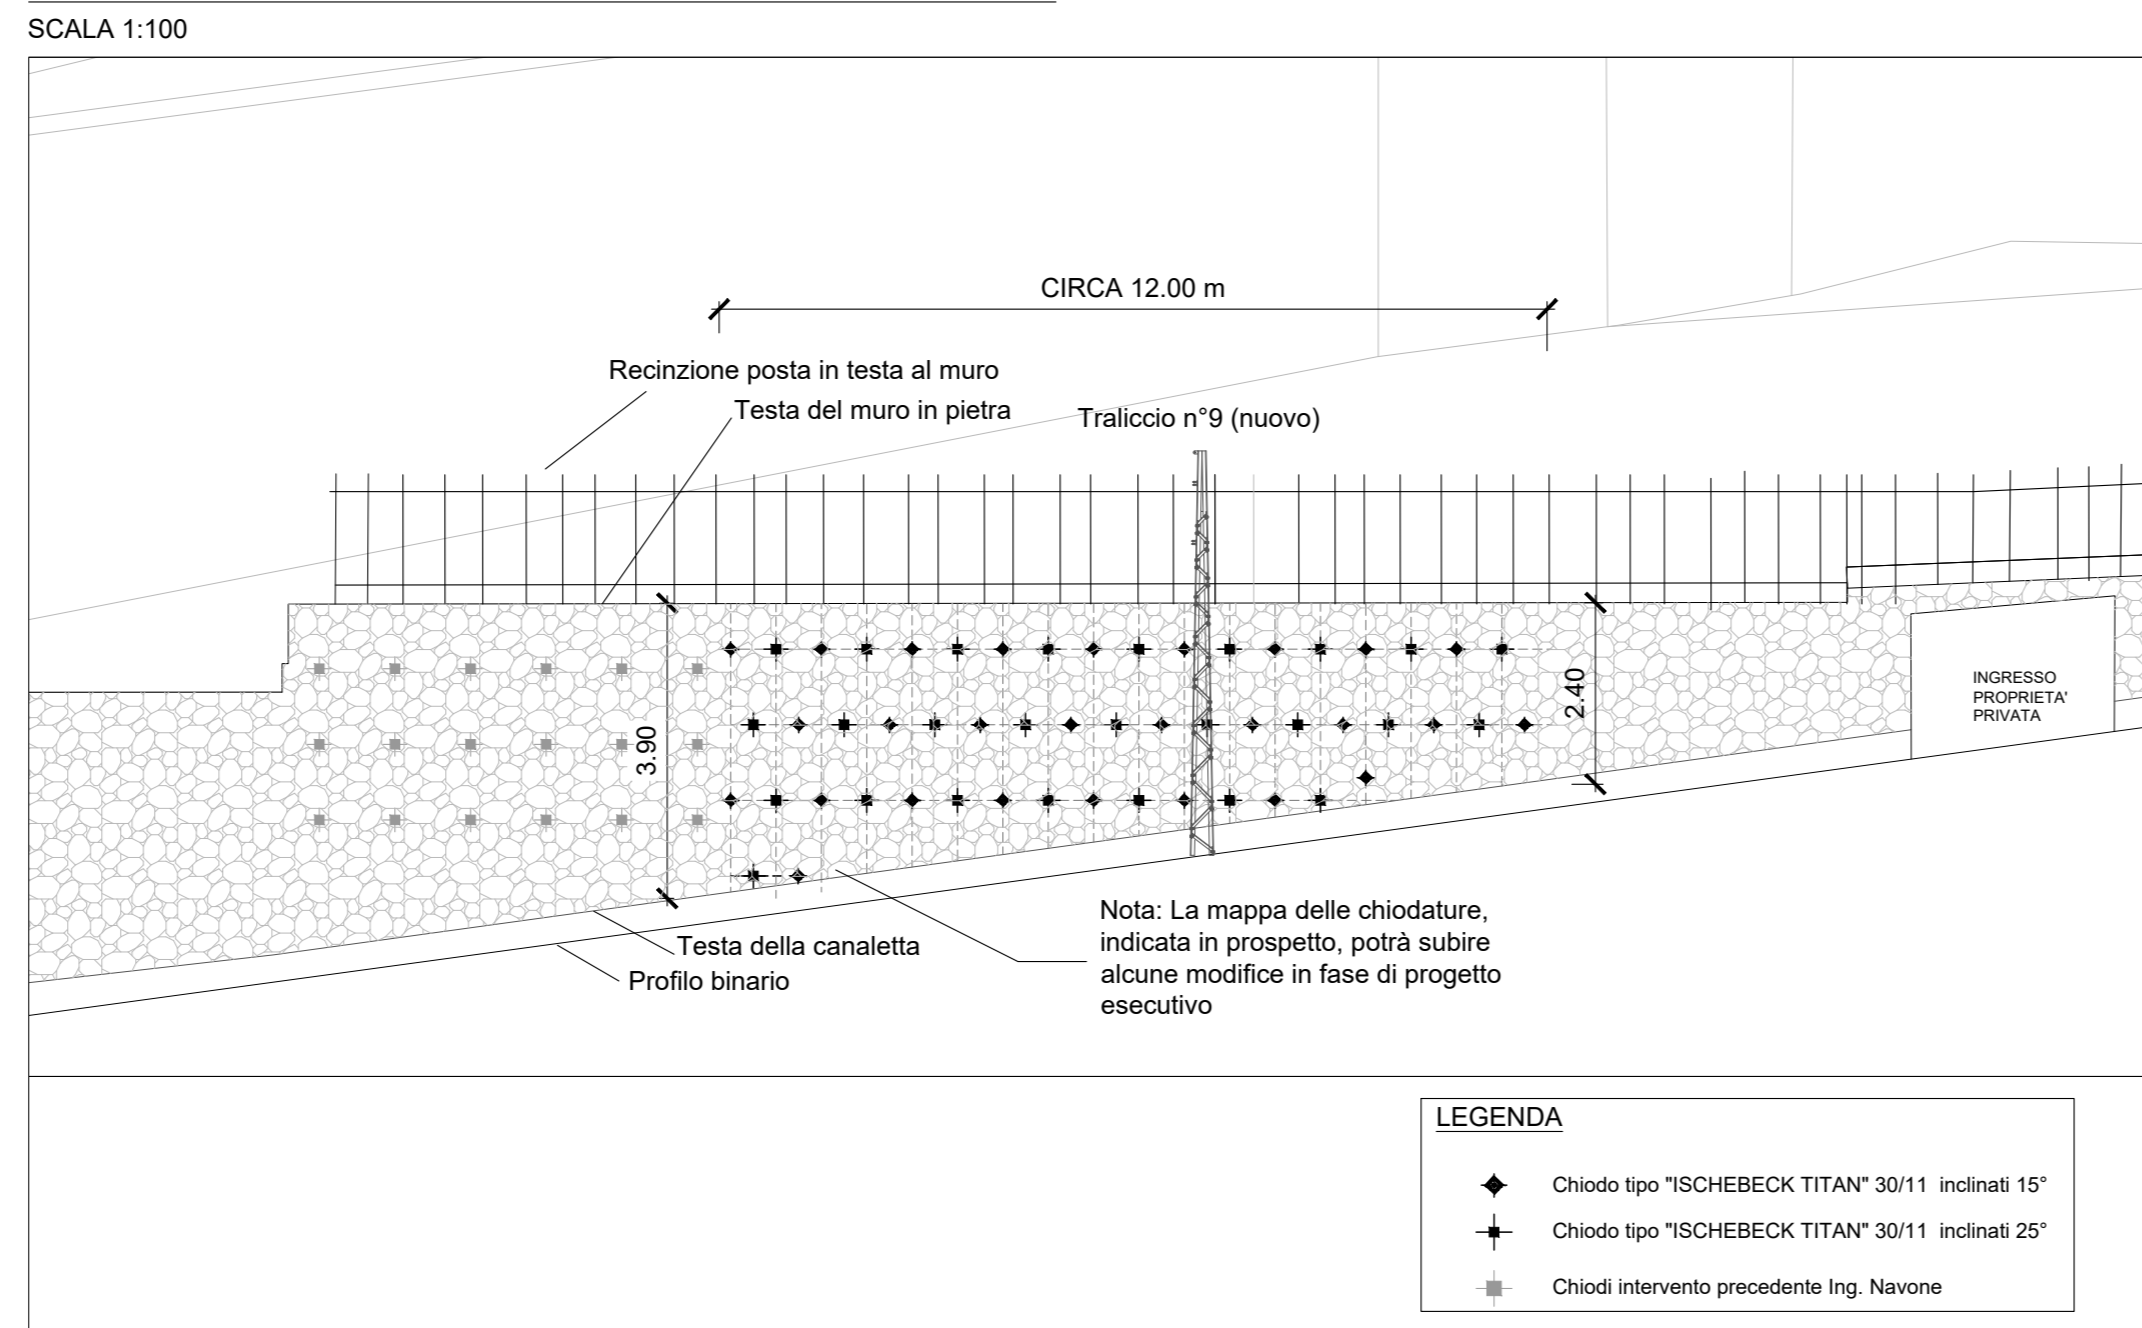 SCALA 1:100
CIRCA 12.00 m
Recinzione posta in testa al muro
Testa del muro in pietra
Traliccio n°9 (nuovo)
3.90
2.40
INGRESSO
PROPRIETA'
PRIVATA
Testa della canaletta
Profilo binario
Nota: La mappa delle chiodature,
indicata in prospetto, potrà subire
alcune modifice in fase di progetto
esecutivo
LEGENDA
Chiodo tipo "ISCHEBECK TITAN" 30/11 inclinati 15°
Chiodo tipo "ISCHEBECK TITAN" 30/11 inclinati 25°
Chiodi intervento precedente Ing. Navone